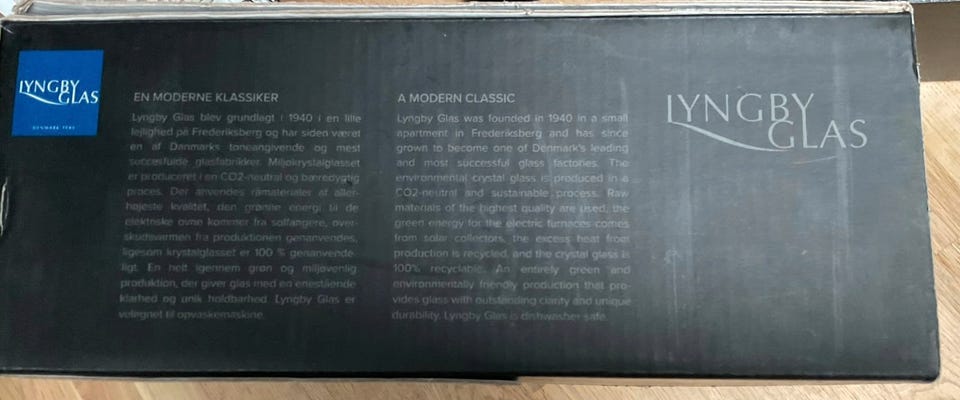 LYNGBY
GLAS
DENMARK 1940
EN MODERNE KLASSIKER
Lyngby Glas blev grundlagt i 1940 i en lille
lejlighed på Frederiksberg og har siden været
en af Danmarks toneangivende og mest
succesfulde glasfabrikker. Miljøkrystalglasset
er produceret i en CO2-neutral og bæredygtig
proces. Der anvendes råmaterialer af aller-
højeste kvalitet, den grønne energi til de
elektriske ovne kommer fra solfangere, over-
skudsvarmen fra produktionen genanvendes,
ligesom krystalglasset er 100 % genanvende-
ligt. En helt igennem grøn og miljøvenlig
produktion, der giver glas med en enestående
klarhed og unik holdbarhed. Lyngby Glas er
velegnet til opvaskemaskine.
A MODERN CLASSIC
Lyngby Glas was founded in 1940 in a small
apartment in Frederiksberg and has since
grown to become one of Denmark's leading
and most successful glass factories. The
environmental crystal glass is produced in a
CO2-neutral and sustainable process. Raw
materials of the highest quality are used, the
green energy for the electric furnaces comes
from solar collectors, the excess heat from
production is recycled, and the crystal glass is
100% recyclable. An entirely green and
environmentally friendly production that pro-
vides glass with outstanding clarity and unique
durability. Lyngby Glas is dishwasher safe.
LYNGBY
GLAS